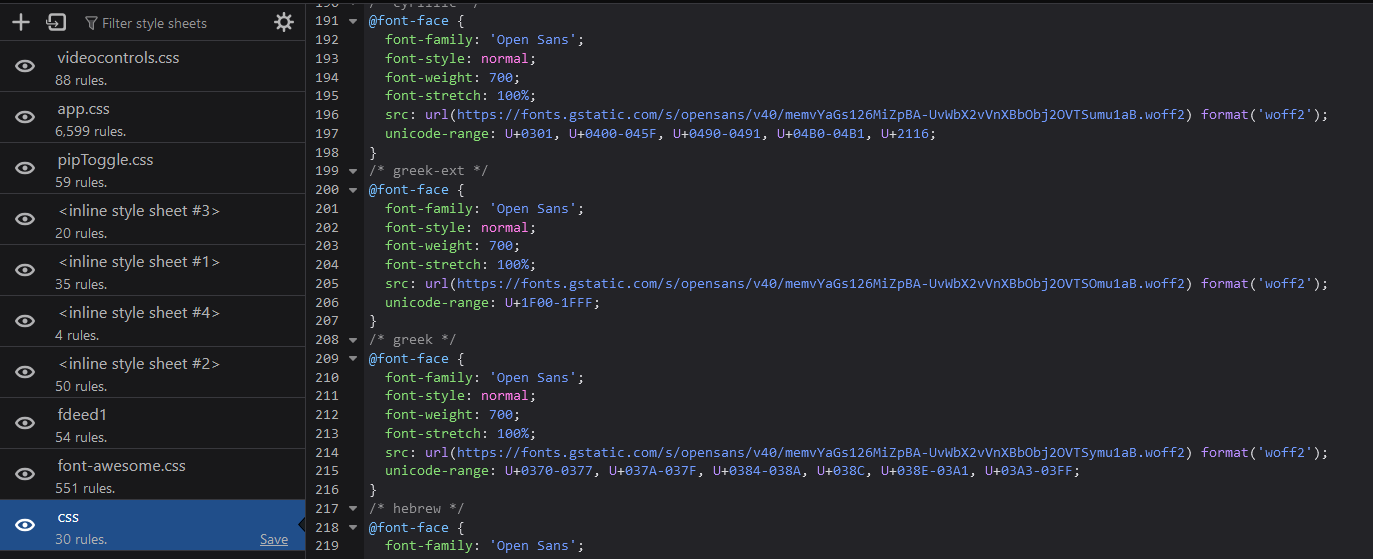 Filter style sheets
videocontrols.css
88 rules.
app.css
6,599 rules.
pipToggle.css
59 rules.
<inline style sheet #3>
20 rules.
<inline style sheet #1>
35 rules.
<inline style sheet #4>
4 rules.
<inline style sheet #2>
50 rules.
fdeed1
54 rules.
font-awesome.css
551 rules.
css
30 rules.
Save
190 /* cyrillic */
191 @font-face {
192 font-family: 'Open Sans';
193 font-style: normal;
194 font-weight: 700;
195 font-stretch: 100%;
196 src: url(https://fonts.gstatic.com/s/opensans/v40/memvYaGs126MiZpBA-UvWbX2vVnXBbObj2OVTSumu1aB.woff2) format('woff2');
197 unicode-range: U+0301, U+0400-045F, U+0490-0491, U+04B0-04B1, U+2116;
198 }
199 /* greek-ext */
200 @font-face {
201 font-family: 'Open Sans';
202 font-style: normal;
203 font-weight: 700;
204 font-stretch: 100%;
205 src: url(https://fonts.gstatic.com/s/opensans/v40/memvYaGs126MiZpBA-UvWbX2vVnXBbObj2OVTSOmu1aB.woff2) format('woff2');
206 unicode-range: U+1F00-1FFF;
207 }
208 /* greek */
209 @font-face {
210 font-family: 'Open Sans';
211 font-style: normal;
212 font-weight: 700;
213 font-stretch: 100%;
214 src: url(https://fonts.gstatic.com/s/opensans/v40/memvYaGs126MiZpBA-UvWbX2vVnXBbObj2OVTSymu1aB.woff2) format('woff2');
215 unicode-range: U+0370-0377, U+037A-037F, U+0384-038A, U+038C, U+038E-03A1, U+03A3-03FF;
216 }
217 /* hebrew */
218 @font-face {
219 font-family: 'Open Sans';